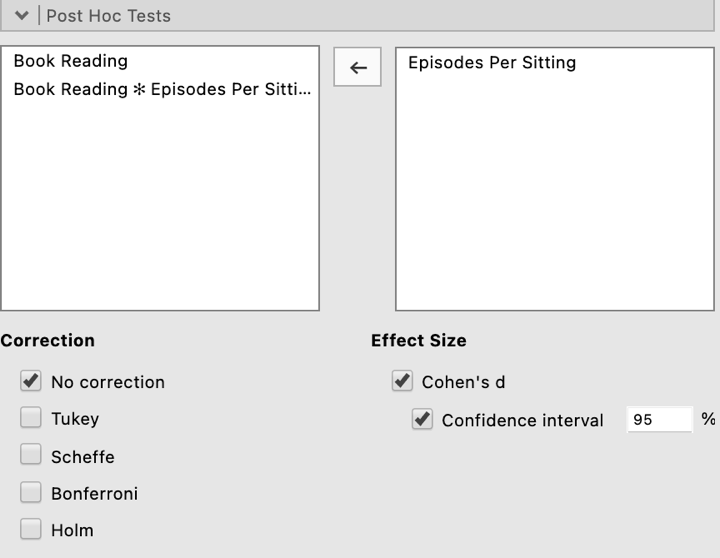 Post Hoc Tests
Book Reading
Book Reading ✻ Episodes Per Sitti...
Episodes Per Sitting
Correction
No correction
Tukey
Scheffe
Bonferroni
Holm
Effect Size
Cohen's d
Confidence interval 95 %